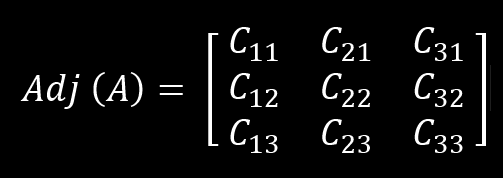 C₁₁ C₂₁ C₃₁
Adj (A) = [ C₁₂ C₂₂ C₃₂ ]
C₁₃ C₂₃ C₃₃